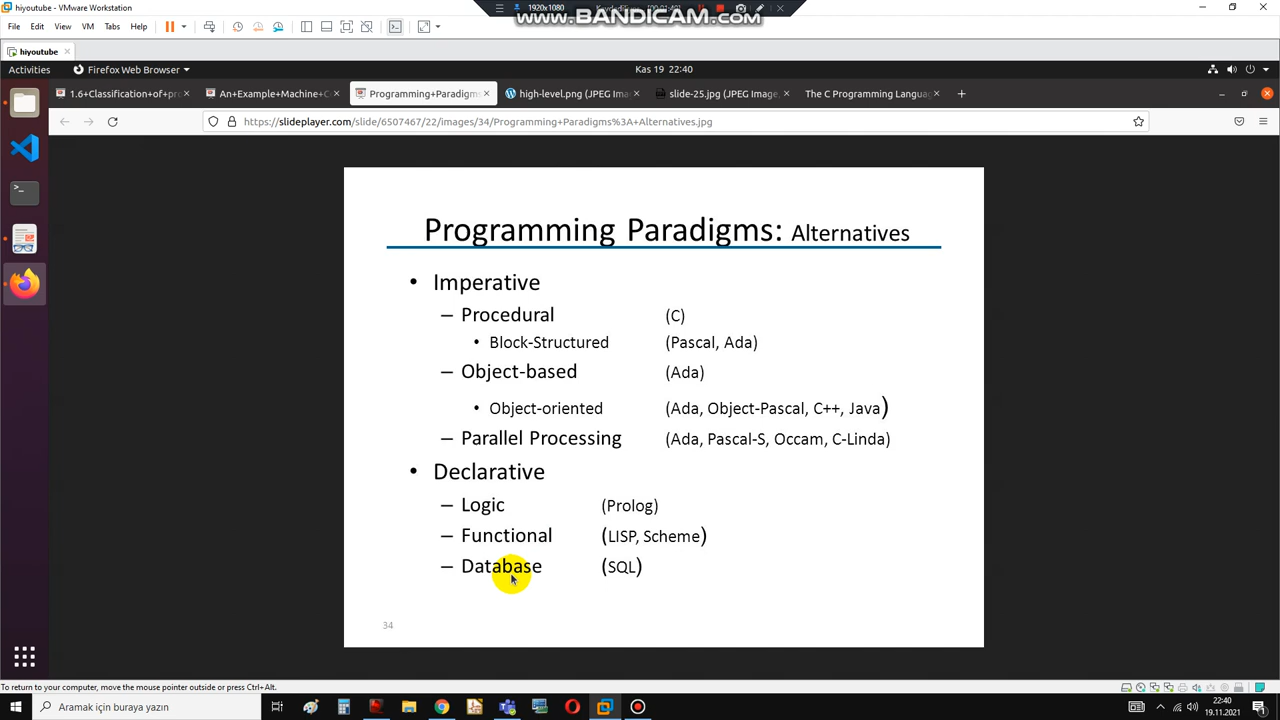 hiyoutube - VMware Workstation
1920x1080
www.BANDICAM.com
File Edit View VM Tabs Help
hiyoutube
Activities Firefox Web Browser Kas 19 22:40
1.6+Classification+of+pr An+Example+Machine+C Programming+Paradigm high-level.png (JPEG Ima slide-25.jpg (JPEG Image, The C Programming Langua
https://slideplayer.com/slide/6507467/22/images/34/Programming+Paradigms%3A+Alternatives.jpg
Programming Paradigms: Alternatives
• Imperative
– Procedural (C)
• Block-Structured (Pascal, Ada)
– Object-based (Ada)
• Object-oriented (Ada, Object-Pascal, C++, Java)
– Parallel Processing (Ada, Pascal-S, Occam, C-Linda)
• Declarative
– Logic (Prolog)
– Functional (LISP, Scheme)
– Database (SQL)
34
To return to your computer, move the mouse pointer outside or press Ctrl+Alt.
Aramak için buraya yazın
22:40
19.11.2021